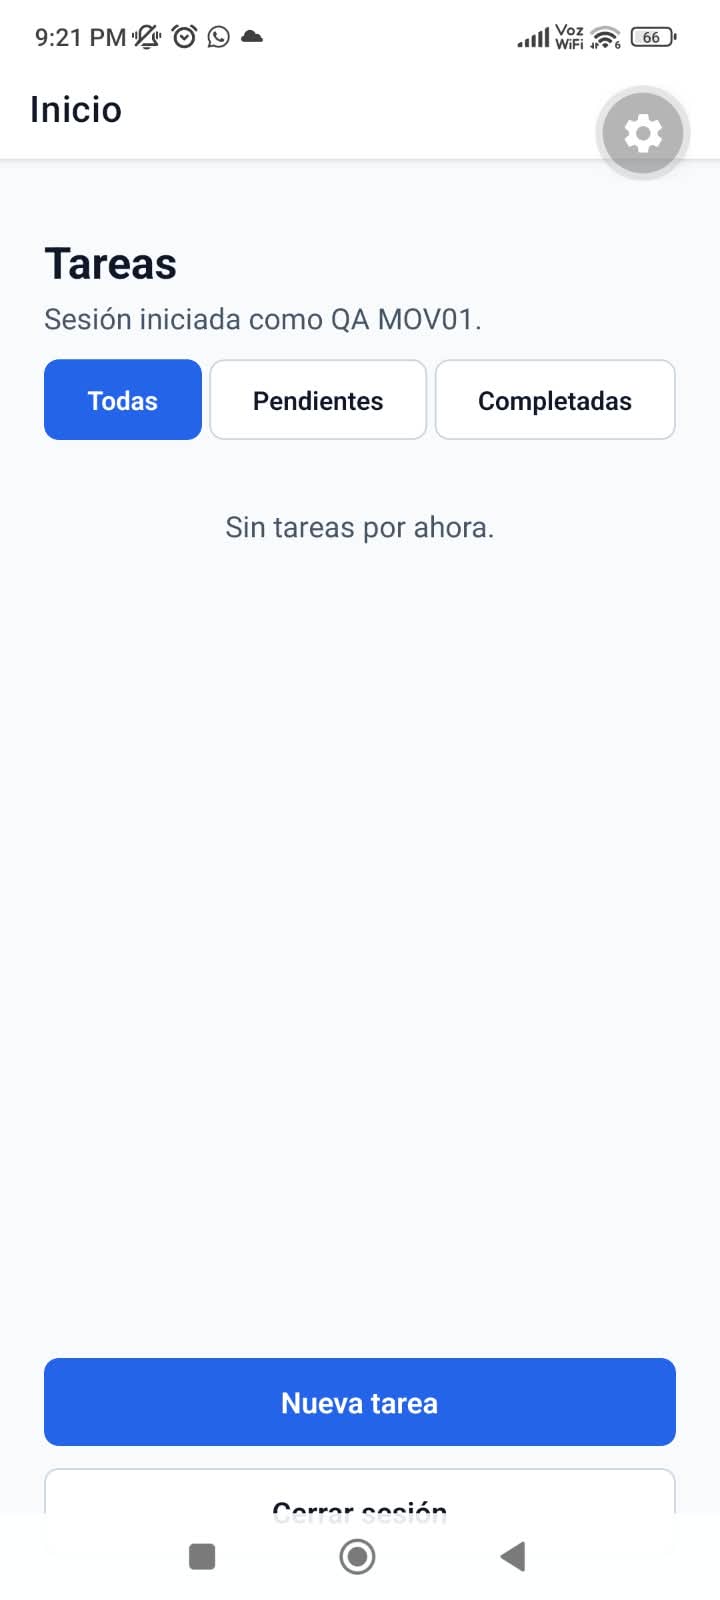 9:21 PM
Voz
WiFi
6
66
Inicio
Tareas
Sesión iniciada como QA MOV01.
Todas
Pendientes
Completadas
Sin tareas por ahora.
Nueva tarea
Cerrar sesión